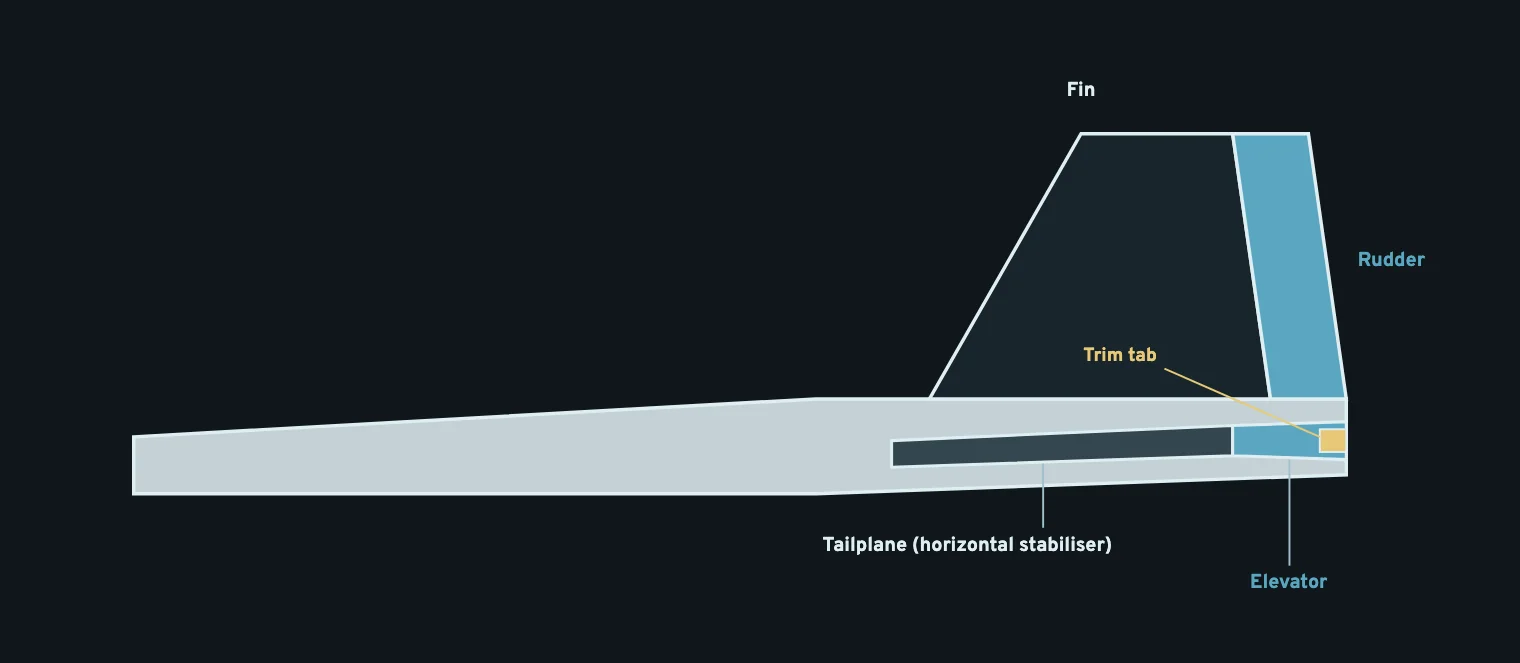 Fin
Rudder
Trim tab
Tailplane (horizontal stabiliser)
Elevator